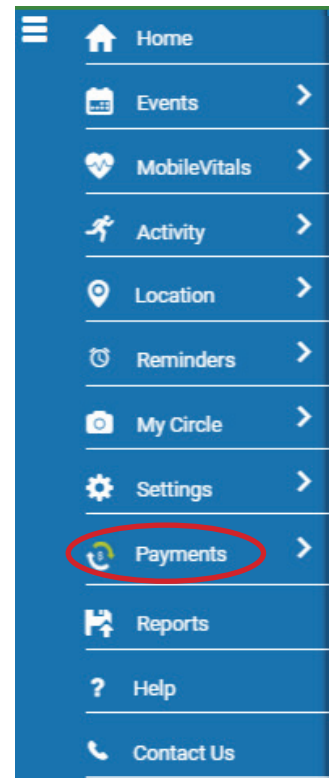 Home
Events
MobileVitals
Activity
Location
Reminders
My Circle
Settings
Payments
Reports
? Help
Contact Us